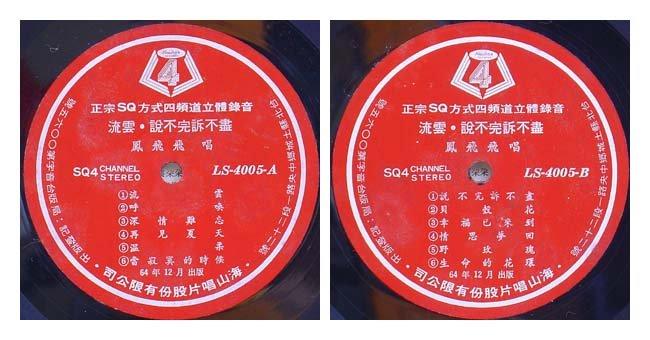 4
正宗SQ方式四頻道立體錄音
流雲•說不完訴不盡
鳳飛飛唱
SQ4 CHANNEL STEREO
LS-4005-A
①流雲
②呼喚
③深情難忘
④再見夏天
⑤溫柔
⑥當寂寞的時候
64年12月出版
海山唱片股份有限公司
4
正宗SQ方式四頻道立體錄音
流雲•說不完訴不盡
鳳飛飛唱
SQ4 CHANNEL STEREO
LS-4005-B
①說不完訴不盡
②貝殼花
③幸福已來到
④情思夢回
⑤野玫瑰
⑥生命的花環
64年12月出版
海山唱片股份有限公司